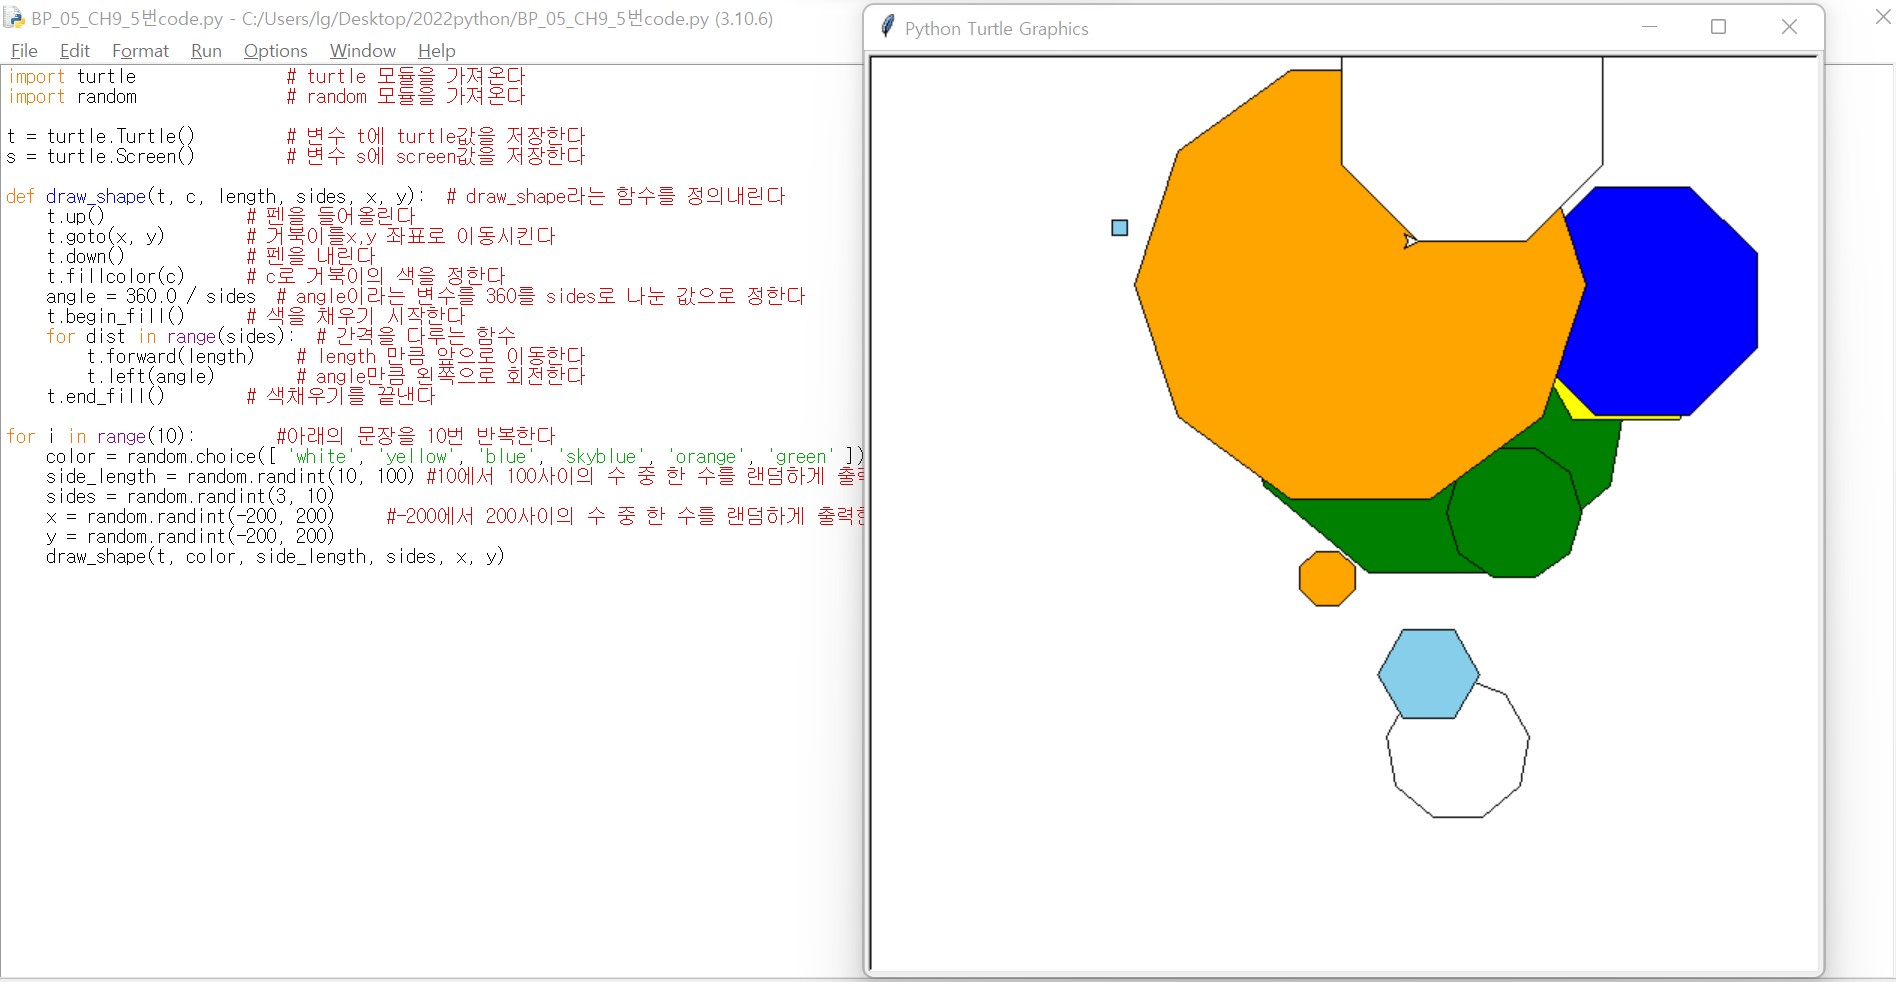 BP_05_CH9_5번code.py - C:/Users/lg/Desktop/2022python/BP_05_CH9_5번code.py (3.10.6)
File Edit Format Run Options Window Help
import turtle # turtle 모듈을 가져온다
import random # random 모듈을 가져온다
t = turtle.Turtle() # 변수 t에 turtle값을 저장한다
s = turtle.Screen() # 변수 s에 screen값을 저장한다
def draw_shape(t, c, length, sides, x, y): # draw_shape라는 함수를 정의내린다
t.up() # 펜을 들어올린다
t.goto(x, y) # 거북이를x,y 좌표로 이동시킨다
t.down() # 펜을 내린다
t.fillcolor(c) # c로 거북이의 색을 정한다
angle = 360.0 / sides # angle이라는 변수를 360를 sides로 나눈 값으로 정한다
t.begin_fill() # 색을 채우기 시작한다
for dist in range(sides): # 간격을 다루는 함수
t.forward(length) # length 만큼 앞으로 이동한다
t.left(angle) # angle만큼 왼쪽으로 회전한다
t.end_fill() # 색채우기를 끝낸다
for i in range(10): #아래의 문장을 10번 반복한다
color = random.choice([ 'white', 'yellow', 'blue', 'skyblue', 'orange', 'green' ])
side_length = random.randint(10, 100) #10에서 100사이의 수 중 한 수를 랜덤하게
sides = random.randint(3, 10)
x = random.randint(-200, 200) #-200에서 200사이의 수 중 한 수를 랜덤하게
y = random.randint(-200, 200)
draw_shape(t, color, side_length, sides, x, y)
Python Turtle Graphics